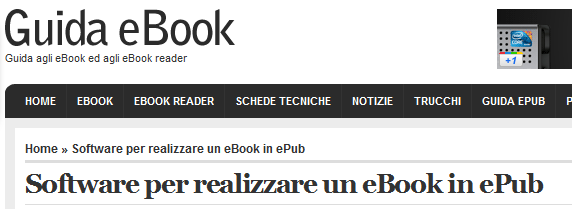 Guida eBook
Guida agli eBook ed agli eBook reader
+1
HOME EBOOK EBOOK READER SCHEDE TECNICHE NOTIZIE TRUCCHI GUIDA EPUB P
Home » Software per realizzare un eBook in ePub
Software per realizzare un eBook in ePub